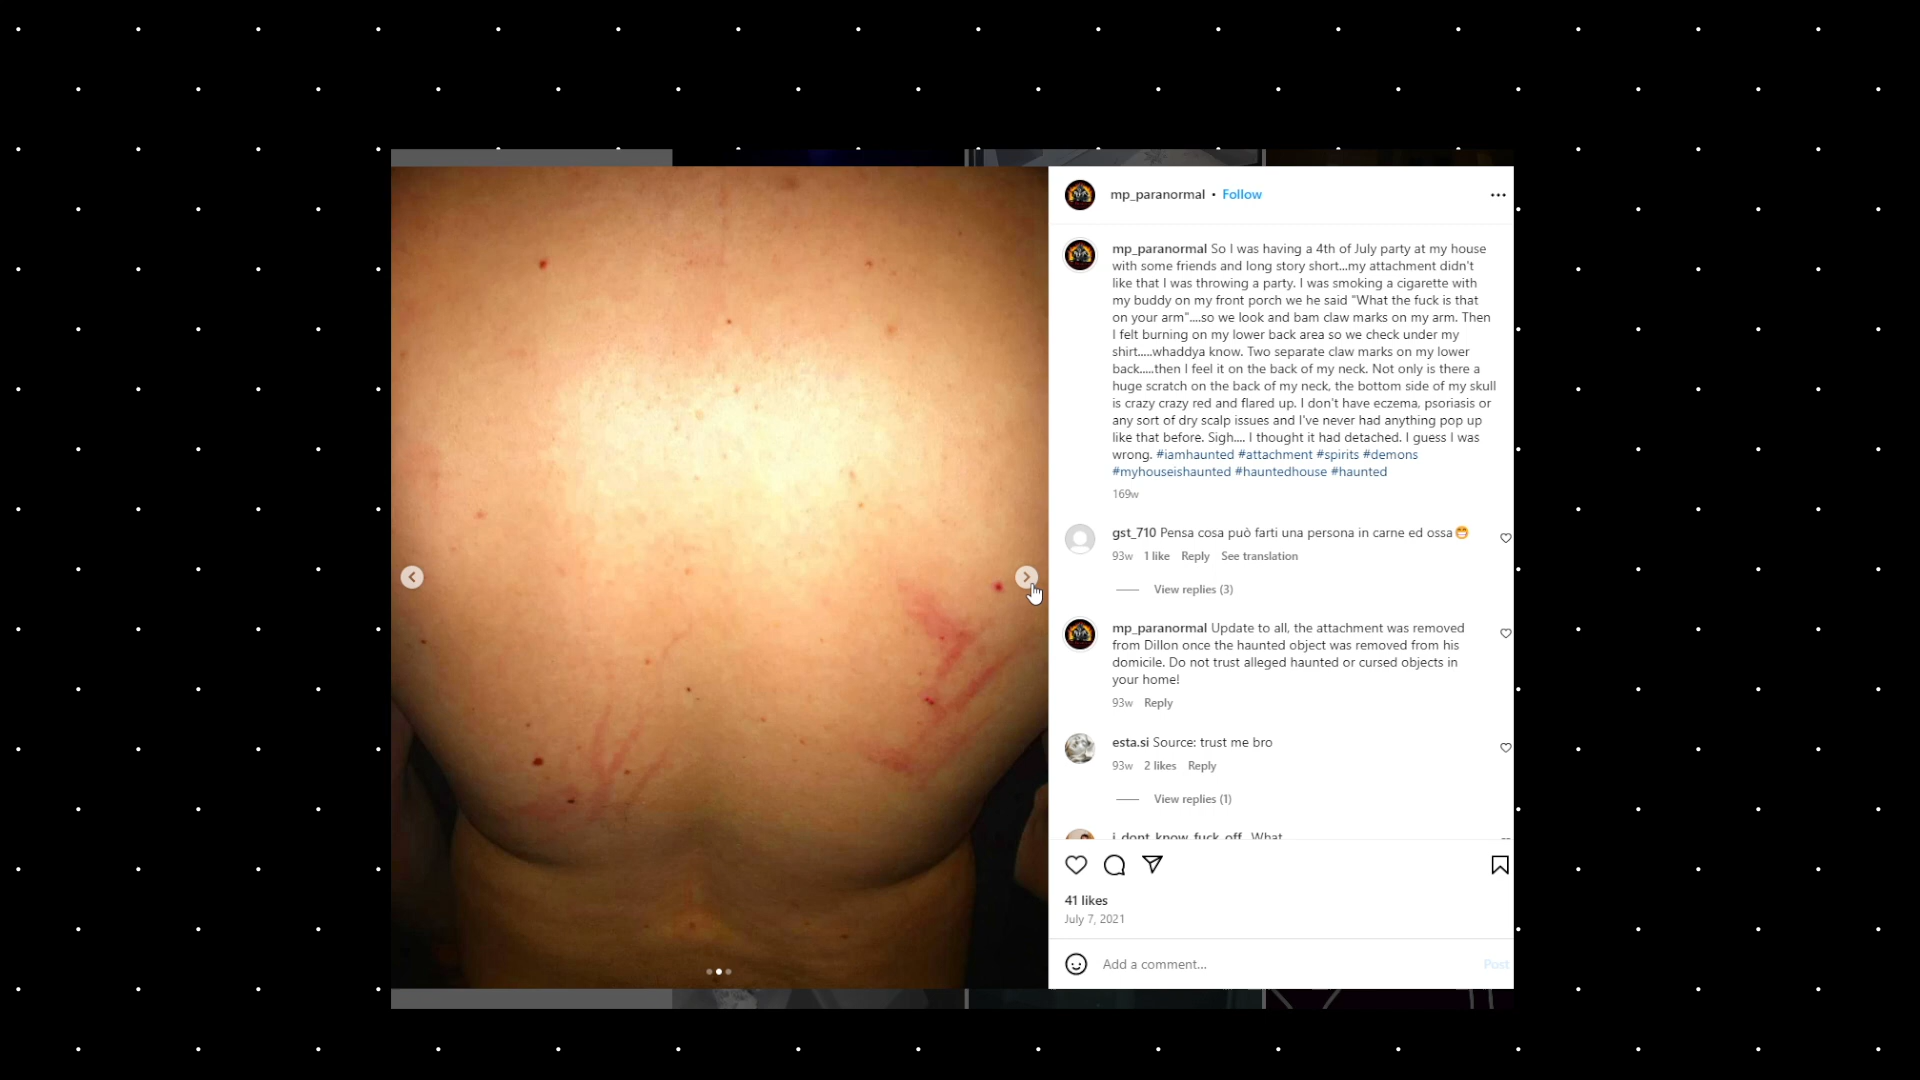 mp_paranormal • Follow
mp_paranormal So I was having a 4th of July party at my house
with some friends and long story short...my attachment didn't
like that I was throwing a party. I was smoking a cigarette with
my buddy on my front porch we he said "What the fuck is that
on your arm"....so we look and bam claw marks on my arm. Then
I felt burning on my lower back area so we check under my
shirt.....whaddya know. Two separate claw marks on my lower
back.....then I feel it on the back of my neck. Not only is there a
huge scratch on the back of my neck, the bottom side of my skull
is crazy crazy red and flared up. I don't have eczema, psoriasis or
any sort of dry scalp issues and I've never had anything pop up
like that before. Sigh.... I thought it had detached. I guess I was
wrong. #iamhaunted #attachment #spirits #demons
#myhouseishaunted #hauntedhouse #haunted
169w
gst_710 Pensa cosa può farti una persona in carne ed ossa😁
93w 1 like Reply See translation
View replies (3)
mp_paranormal Update to all, the attachment was removed
from Dillon once the haunted object was removed from his
domicile. Do not trust alleged haunted or cursed objects in
your home!
93w Reply
esta.si Source: trust me bro
93w 2 likes Reply
View replies (1)
i_dont_know_fuck_off_ What
41 likes
July 7, 2021
Add a comment...
Post